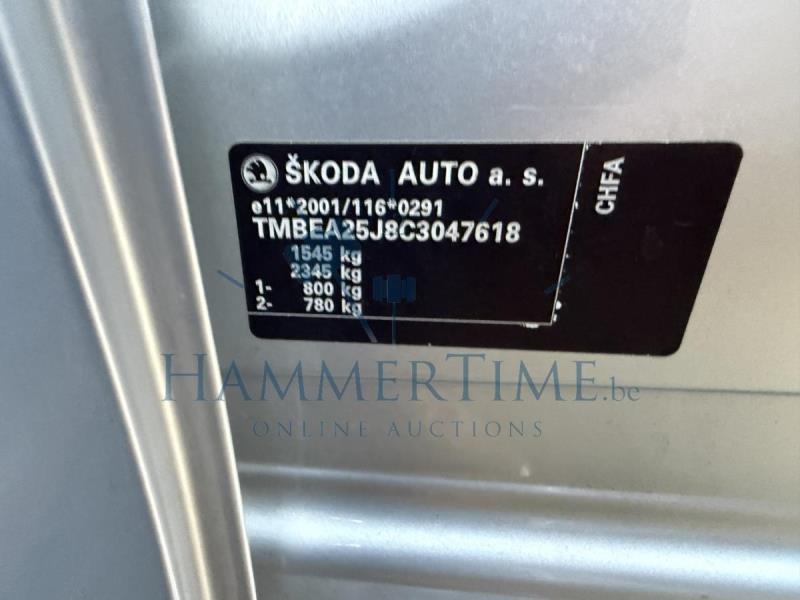 ŠKODA AUTO a. s.
e11*2001/116*0291
TMBEA25J8C3047618
1545 kg
2345 kg
1- 800 kg
2- 780 kg
CHFA
HAMMERTIME.be
ONLINE AUCTIONS